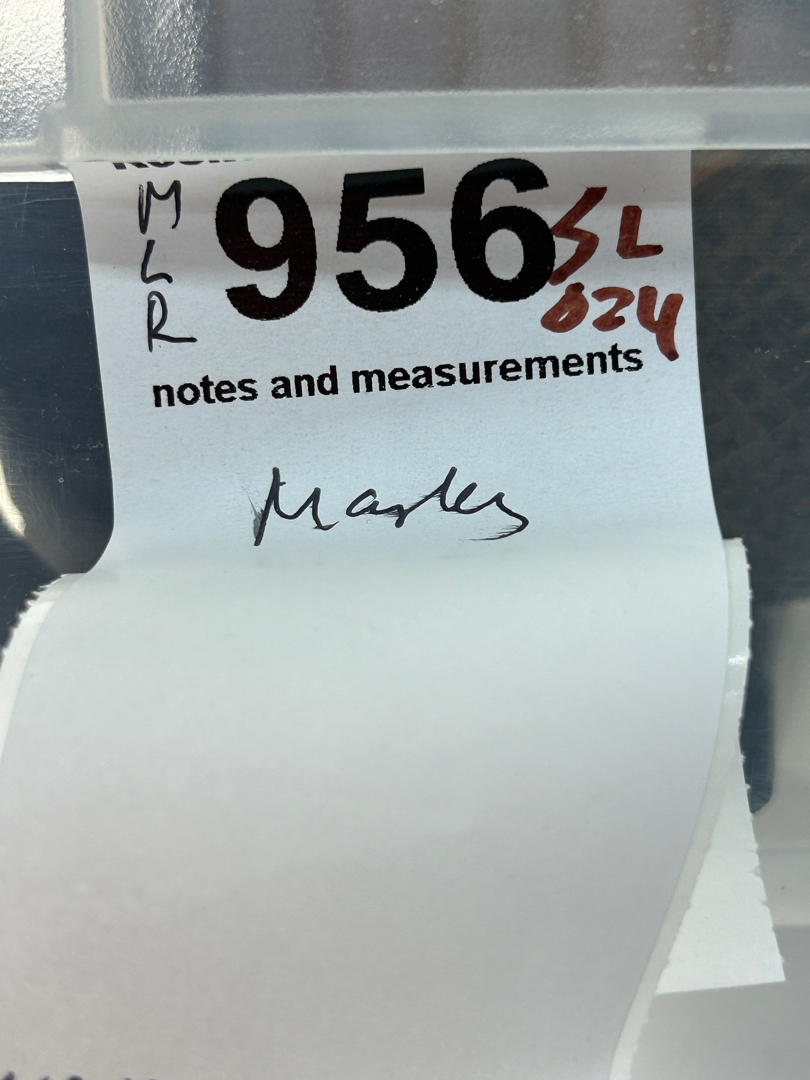 M
L
R
956
SL
024
notes and measurements
Marley